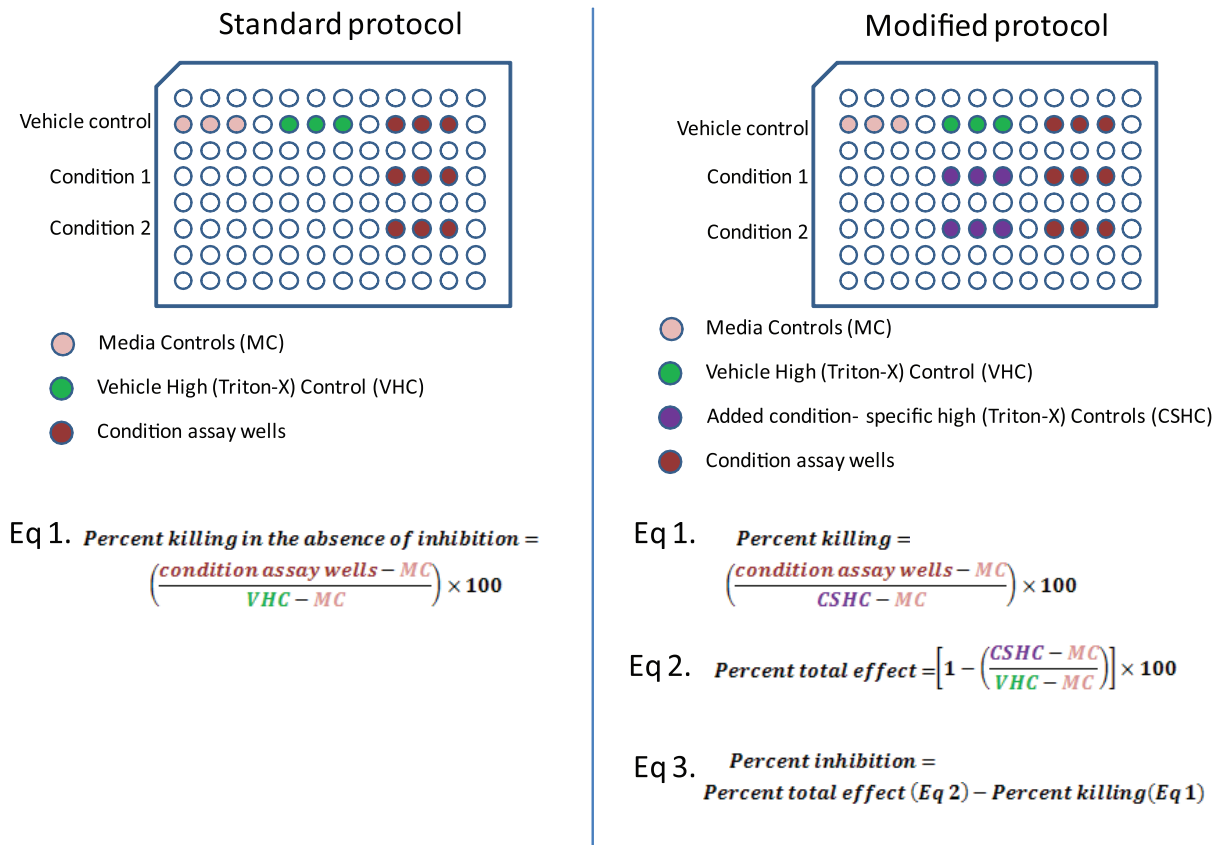 Standard protocol
Vehicle control
Condition 1
Condition 2
Media Controls (MC)
Vehicle High (Triton-X) Control (VHC)
Condition assay wells
Eq 1. Percent killing in the absence of inhibition =
(condition assay wells − MC / VHC − MC) × 100
Modified protocol
Vehicle control
Condition 1
Condition 2
Media Controls (MC)
Vehicle High (Triton-X) Control (VHC)
Added condition- specific high (Triton-X) Controls (CSHC)
Condition assay wells
Eq 1. Percent killing =
(condition assay wells − MC / CSHC − MC) × 100
Eq 2. Percent total effect =[1 − (CSHC − MC / VHC − MC)] × 100
Eq 3. Percent inhibition =
Percent total effect (Eq 2) − Percent killing(Eq 1)